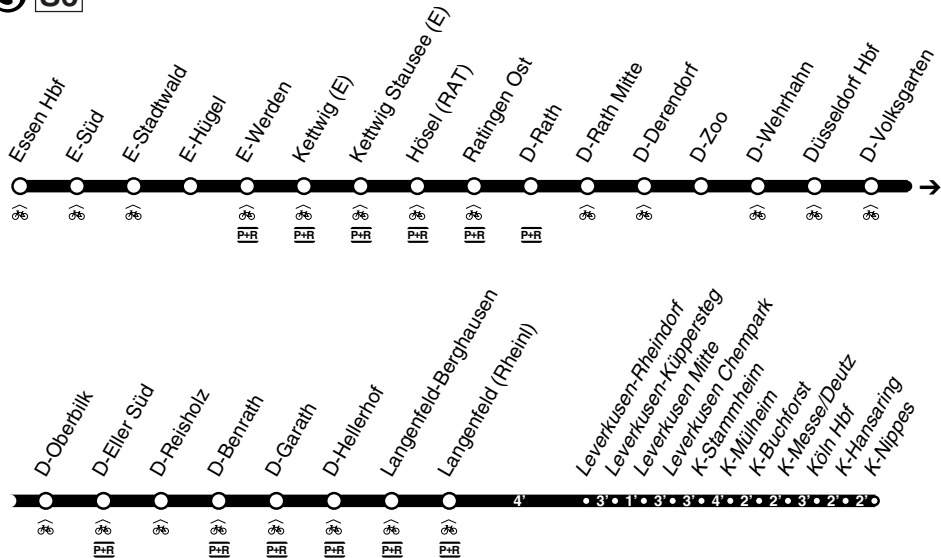 S6
Essen Hbf
E-Süd
E-Stadtwald
E-Hügel
E-Werden
Kettwig (E)
Kettwig Stausee (E)
Hösel (RAT)
Ratingen Ost
D-Rath
D-Rath Mitte
D-Derendorf
D-Zoo
D-Wehrhahn
Düsseldorf Hbf
D-Volksgarten
P+R P+R P+R P+R P+R P+R
D-Oberbilk
D-Eller Süd
D-Reisholz
D-Benrath
D-Garath
D-Hellerhof
Langenfeld-Berghausen
Langenfeld (Rheinl)
Leverkusen-Rheindorf
Leverkusen-Küppersteg
Leverkusen Mitte
Leverkusen Chempark
K-Stammheim
K-Mülheim
K-Buchforst
K-Messe/Deutz
Köln Hbf
K-Hansaring
K-Nippes
4' 3' 1' 3' 3' 4' 2' 2' 3' 2' 2'
P+R P+R P+R P+R P+R P+R